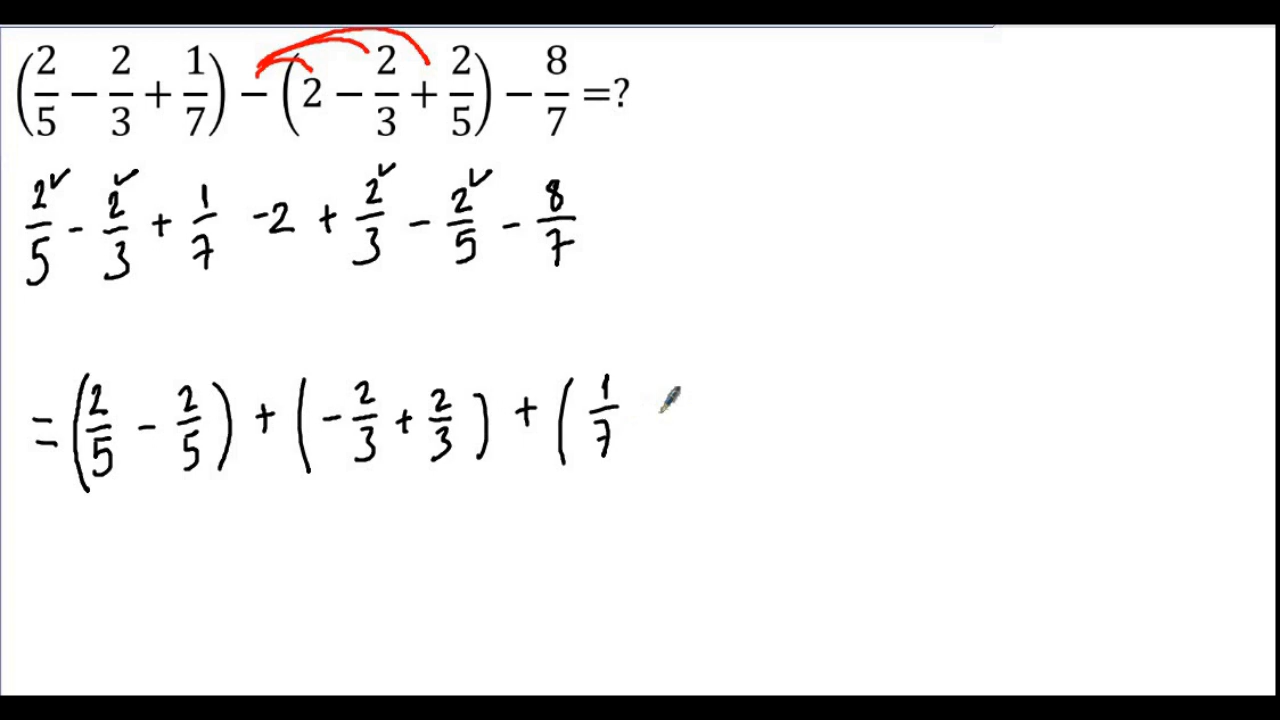 (2/5 − 2/3 + 1/7) − (2 − 2/3 + 2/5) − 8/7 =?
2/5 - 2/3 + 1/7 -2 + 2/3 - 2/5 - 8/7
= (2/5 - 2/5) + (-2/3 + 2/3) + (1/7